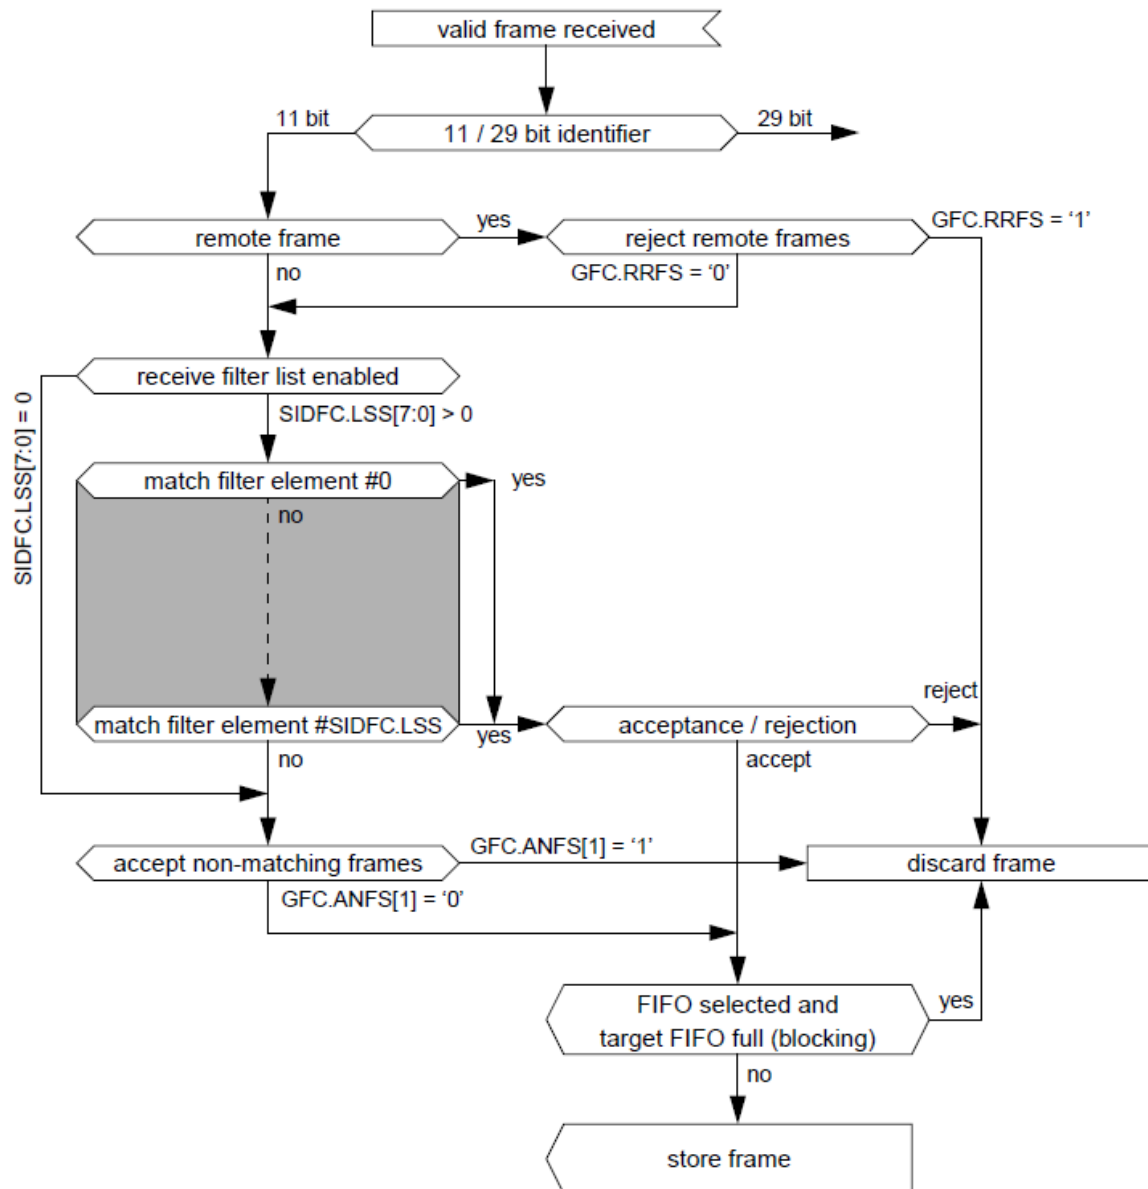 valid frame received
11 bit
11 / 29 bit identifier
29 bit
remote frame
yes
reject remote frames
GFC.RRFS = ‘1’
no
GFC.RRFS = ‘0’
receive filter list enabled
SIDFC.LSS[7:0] = 0
SIDFC.LSS[7:0] > 0
match filter element #0
yes
no
match filter element #SIDFC.LSS
yes
acceptance / rejection
reject
no
accept
accept non-matching frames
GFC.ANFS[1] = ‘1’
discard frame
GFC.ANFS[1] = ‘0’
FIFO selected and
target FIFO full (blocking)
yes
no
store frame